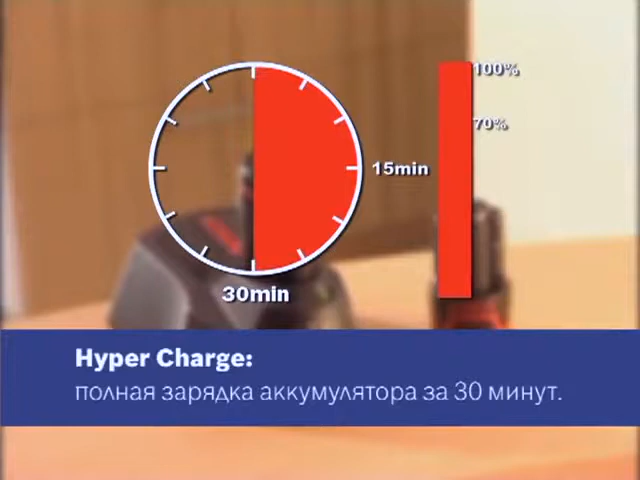 100%
70%
15min
30min
Hyper Charge:
полная зарядка аккумулятора за 30 минут.